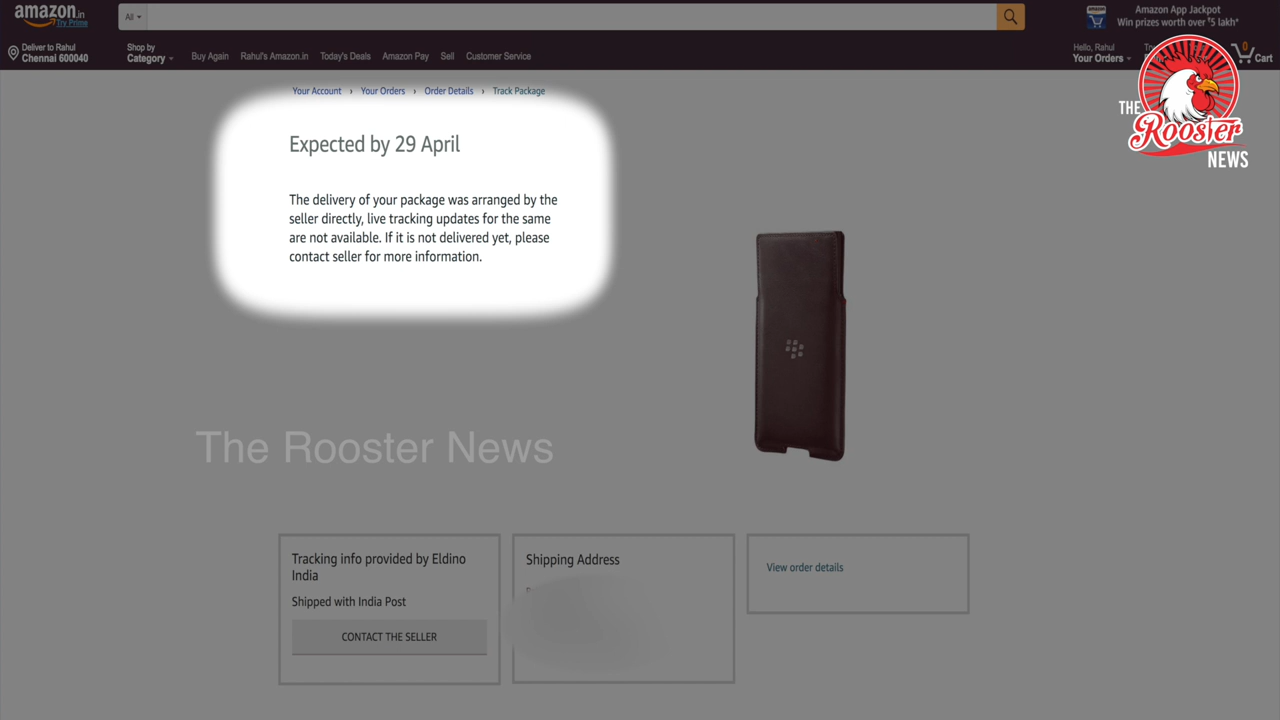 amazon.in
Try Prime
All
Amazon App Jackpot
Win prizes worth over ₹5 lakh*
Deliver to Rahul
Chennai 600040
Shop by
Category
Buy Again
Rahul's Amazon.in
Today's Deals
Amazon Pay
Sell
Customer Service
Hello, Rahul
Your Orders
0
Cart
THE
Rooster
NEWS
Your Account › Your Orders › Order Details › Track Package
Expected by 29 April
The delivery of your package was arranged by the
seller directly, live tracking updates for the same
are not available. If it is not delivered yet, please
contact seller for more information.
The Rooster News
Tracking info provided by Eldino
India
Shipped with India Post
CONTACT THE SELLER
Shipping Address
View order details